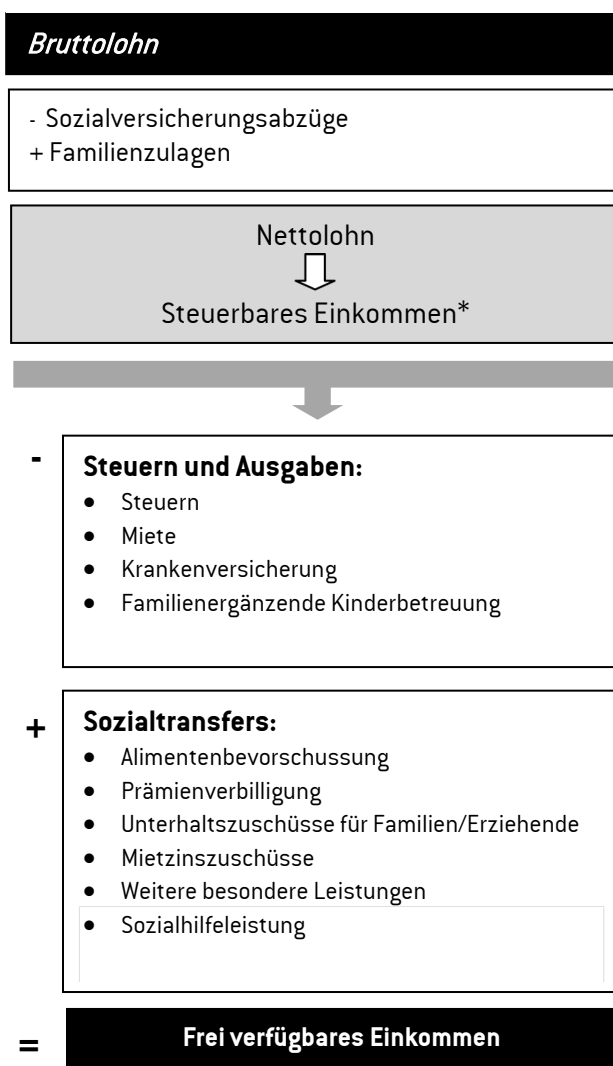 Bruttolohn
- Sozialversicherungsabzüge
+ Familienzulagen
Nettolohn
Steuerbares Einkommen*
- Steuern und Ausgaben:
• Steuern
• Miete
• Krankenversicherung
• Familienergänzende Kinderbetreuung
+ Sozialtransfers:
• Alimentenbevorschussung
• Prämienverbilligung
• Unterhaltszuschüsse für Familien/Erziehende
• Mietzinszuschüsse
• Weitere besondere Leistungen
• Sozialhilfeleistung
= Frei verfügbares Einkommen